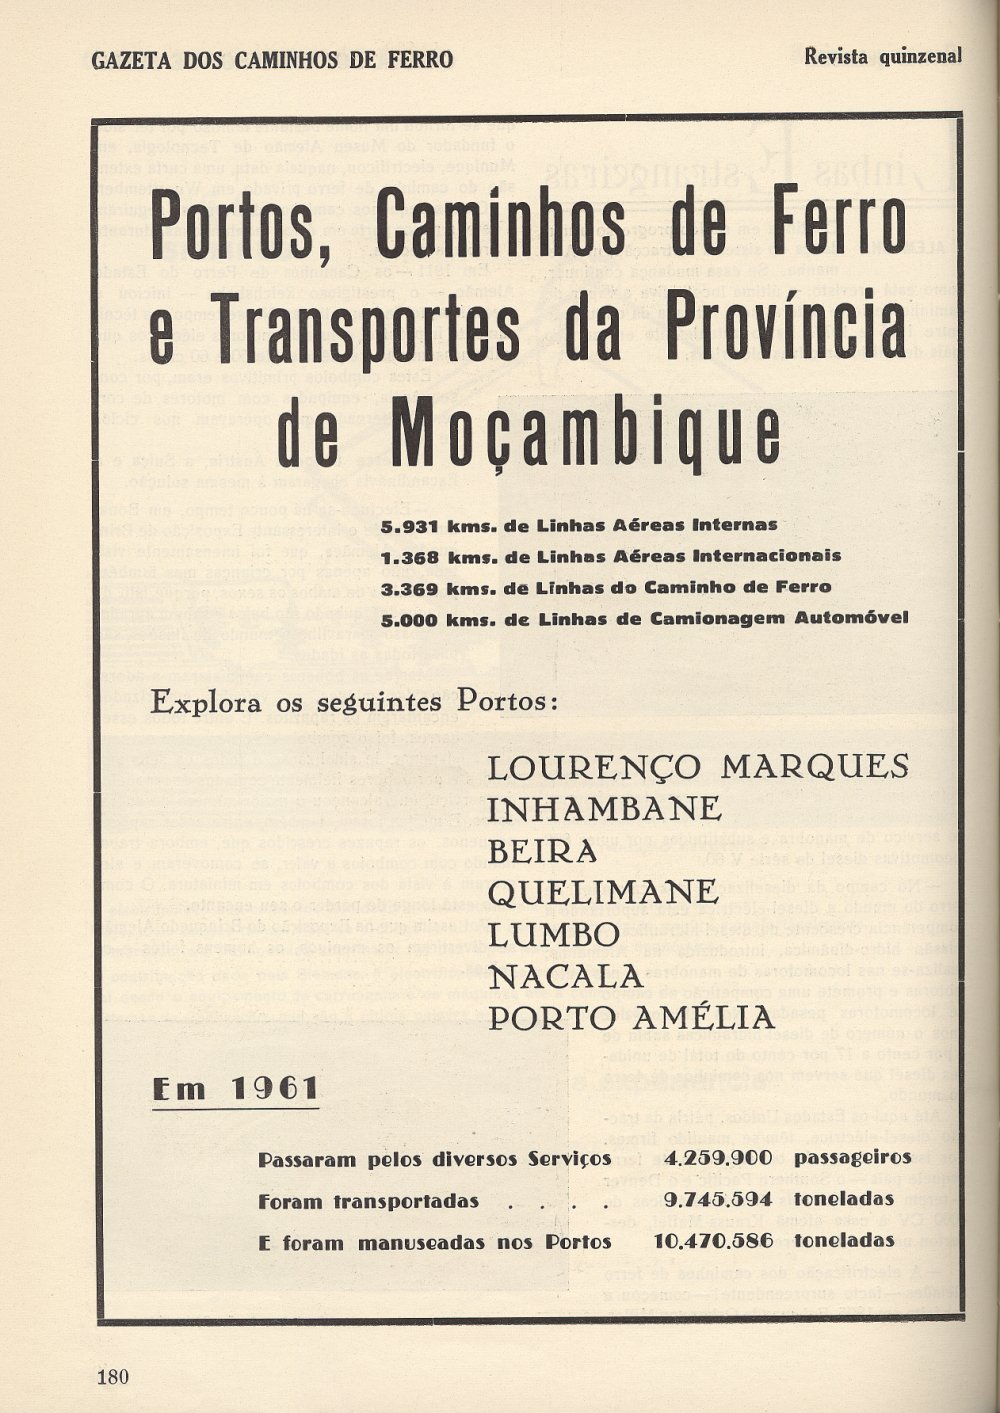 GAZETA DOS CAMINHOS DE FERRO
Revista quinzenal
Portos, Caminhos de Ferro
e Transportes da Província
de Moçambique
5.931 kms. de Linhas Aéreas Internas
1.368 kms. de Linhas Aéreas Internacionais
3.369 kms. de Linhas do Caminho de Ferro
5.000 kms. de Linhas de Camionagem Automóvel
Explora os seguintes Portos:
LOURENÇO MARQUES
INHAMBANE
BEIRA
QUELIMANE
LUMBO
NACALA
PORTO AMÉLIA
Em 1961
Passaram pelos diversos Serviços 4.259.900 passageiros
Foram transportadas . . . . 9.745.594 toneladas
E foram manuseadas nos Portos 10.470.586 toneladas
180